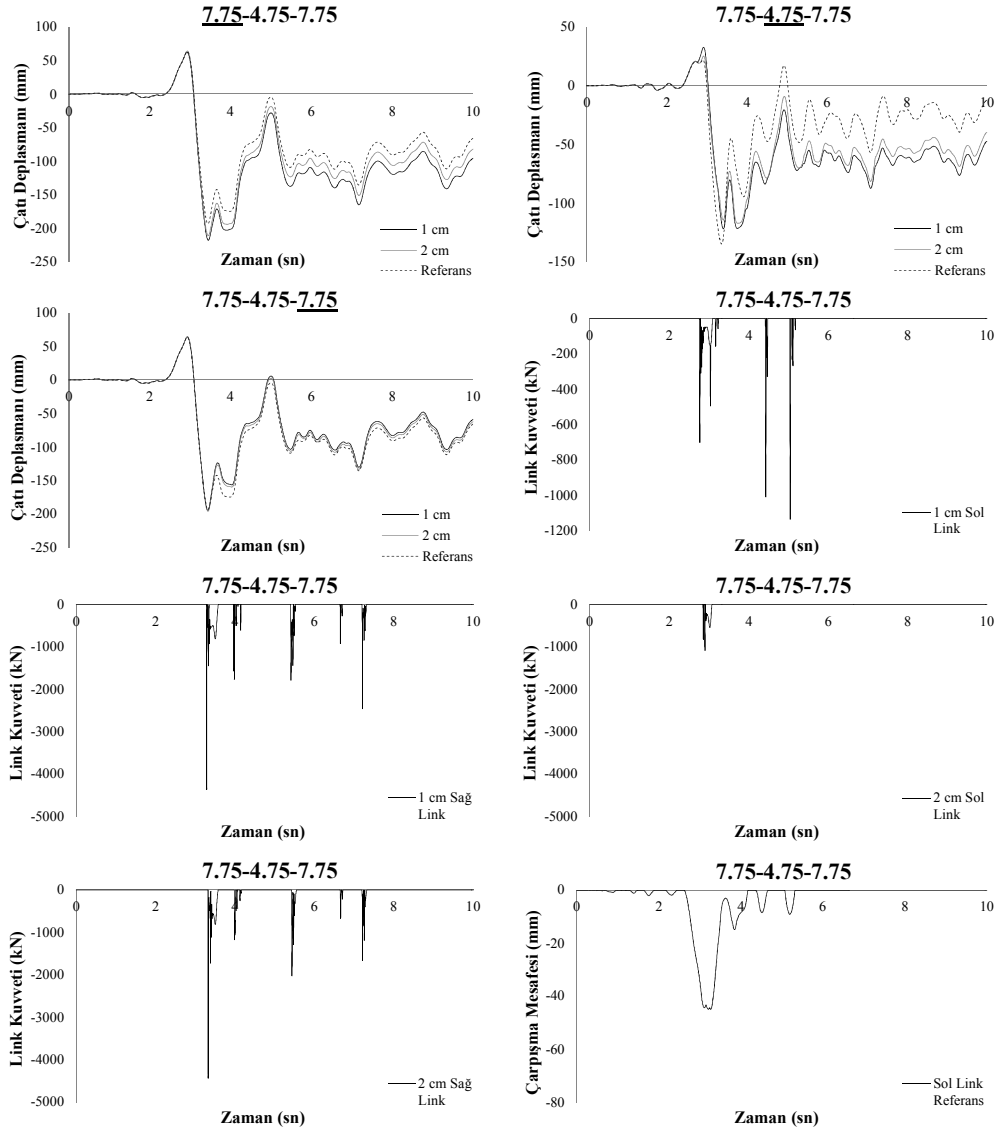 7.75-4.75-7.75
100
50
0
-50
-100
-150
-200
-250
0 2 4 6 8 10
Çatı Deplasmanı (mm)
Zaman (sn)
1 cm
2 cm
Referans
7.75-4.75-7.75
50
0
-50
-100
-150
0 2 4 6 8 10
Çatı Deplasmanı (mm)
Zaman (sn)
1 cm
2 cm
Referans
7.75-4.75-7.75
100
50
0
-50
-100
-150
-200
-250
0 2 4 6 8 10
Çatı Deplasmanı (mm)
Zaman (sn)
1 cm
2 cm
Referans
7.75-4.75-7.75
0
-200
-400
-600
-800
-1000
-1200
0 2 4 6 8 10
Link Kuvveti (kN)
Zaman (sn)
1 cm Sol
Link
7.75-4.75-7.75
0
-1000
-2000
-3000
-4000
-5000
0 2 4 6 8 10
Link Kuvveti (kN)
Zaman (sn)
1 cm Sağ
Link
7.75-4.75-7.75
0
-1000
-2000
-3000
-4000
-5000
0 2 4 6 8 10
Link Kuvveti (kN)
Zaman (sn)
2 cm Sol
Link
7.75-4.75-7.75
0
-1000
-2000
-3000
-4000
-5000
0 2 4 6 8 10
Link Kuvveti (kN)
Zaman (sn)
2 cm Sağ
Link
7.75-4.75-7.75
0
-20
-40
-60
-80
0 2 4 6 8 10
Çarpışma Mesafesi (mm)
Zaman (sn)
Sol Link
Referans